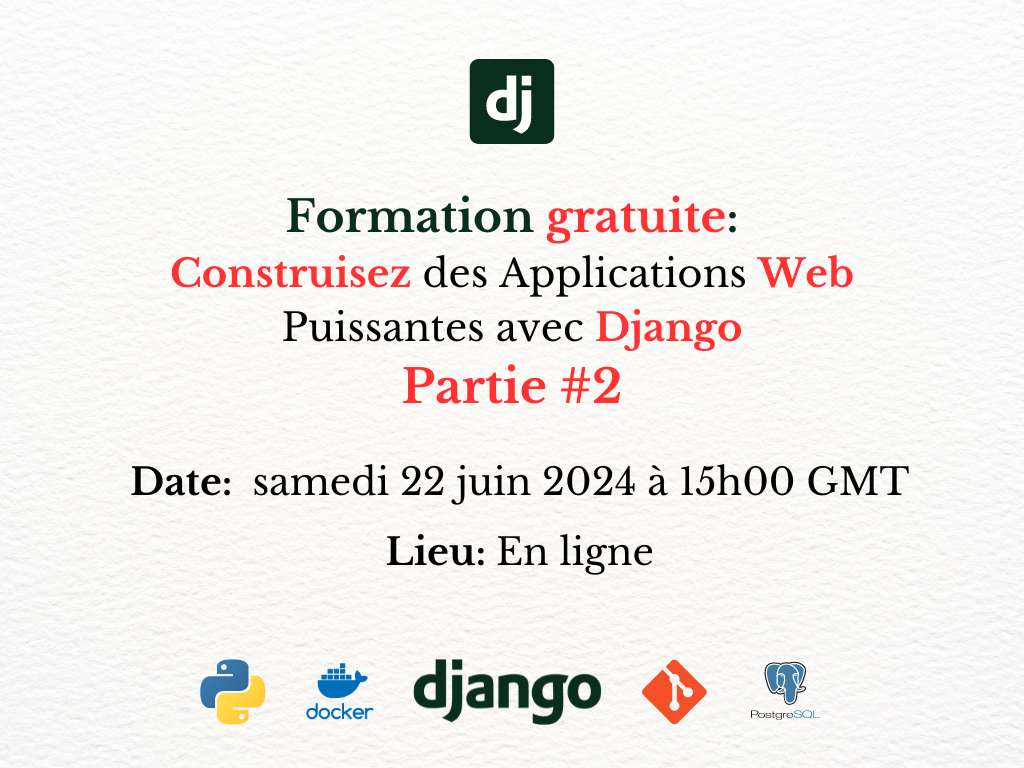 dj
Formation gratuite:
Construisez des Applications Web
Puissantes avec Django
Partie #2
Date: samedi 22 juin 2024 à 15h00 GMT
Lieu: En ligne
docker
django
PostgreSQL